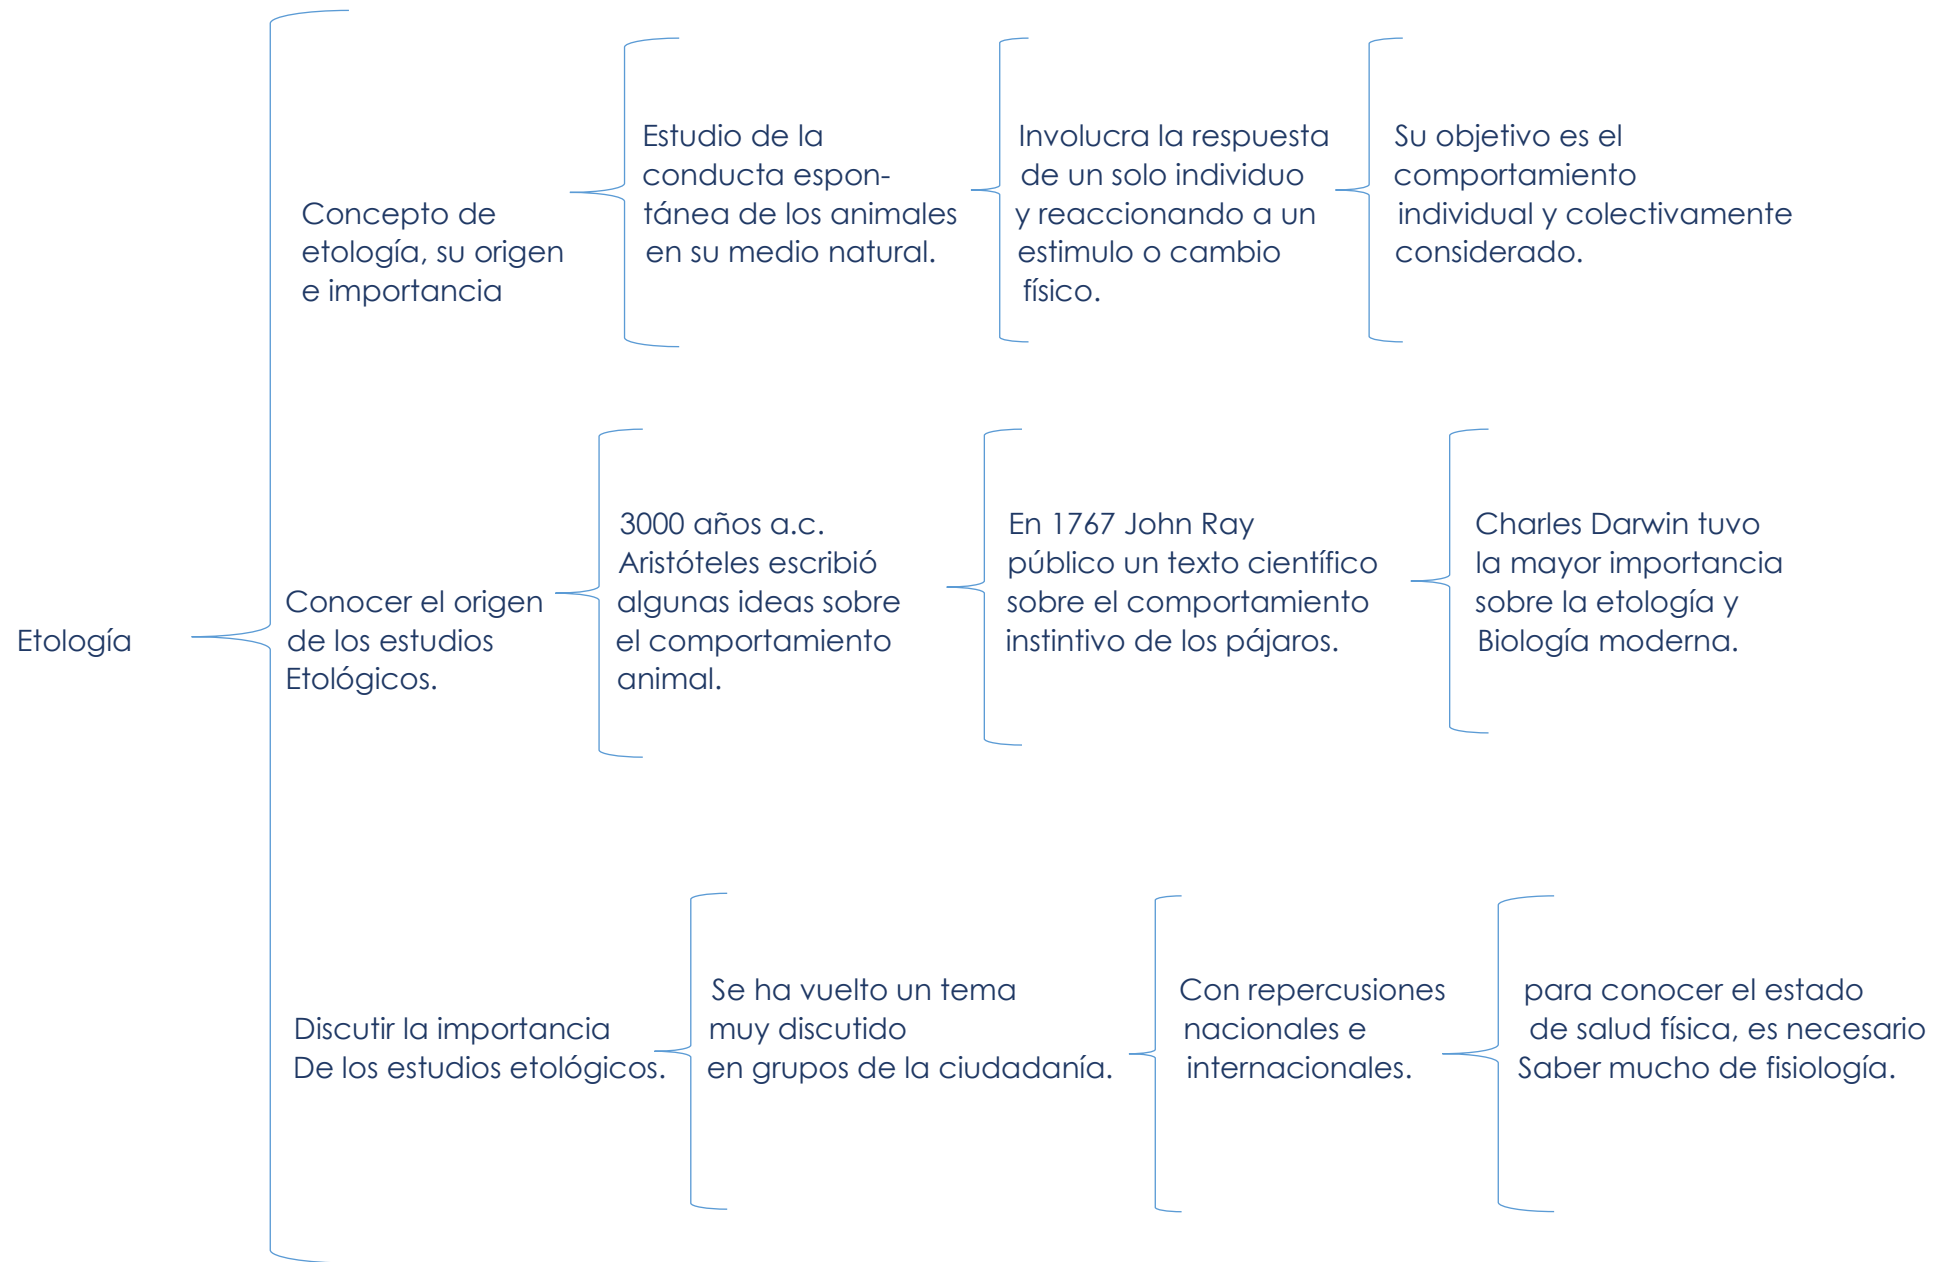 Etología
Concepto de
etología, su origen
e importancia
Estudio de la
conducta espon-
tánea de los animales
en su medio natural.
Involucra la respuesta
de un solo individuo
y reaccionando a un
estimulo o cambio
físico.
Su objetivo es el
comportamiento
individual y colectivamente
considerado.
Conocer el origen
de los estudios
Etológicos.
3000 años a.c.
Aristóteles escribió
algunas ideas sobre
el comportamiento
animal.
En 1767 John Ray
público un texto científico
sobre el comportamiento
instintivo de los pájaros.
Charles Darwin tuvo
la mayor importancia
sobre la etología y
Biología moderna.
Discutir la importancia
De los estudios etológicos.
Se ha vuelto un tema
muy discutido
en grupos de la ciudadanía.
Con repercusiones
nacionales e
internacionales.
para conocer el estado
de salud física, es necesario
Saber mucho de fisiología.